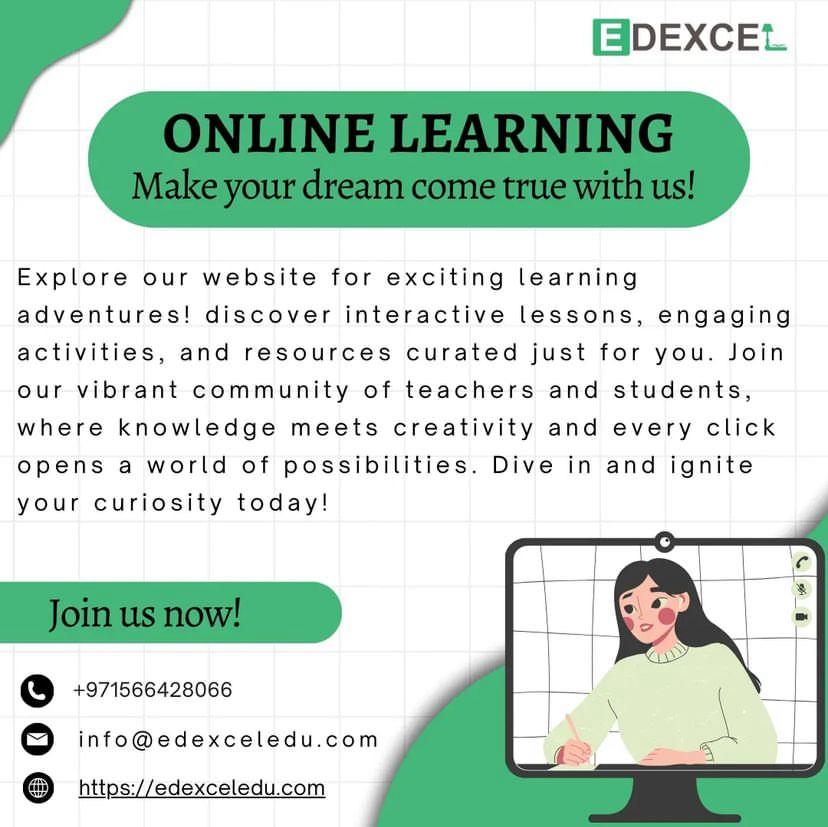 EDEXCEL
ONLINE LEARNING
Make your dream come true with us!
Explore our website for exciting learning
adventures! discover interactive lessons, engaging
activities, and resources curated just for you. Join
our vibrant community of teachers and students,
where knowledge meets creativity and every click
opens a world of possibilities. Dive in and ignite
your curiosity today!
Join us now!
+971566428066
info@edexceledu.com
https://edexceledu.com